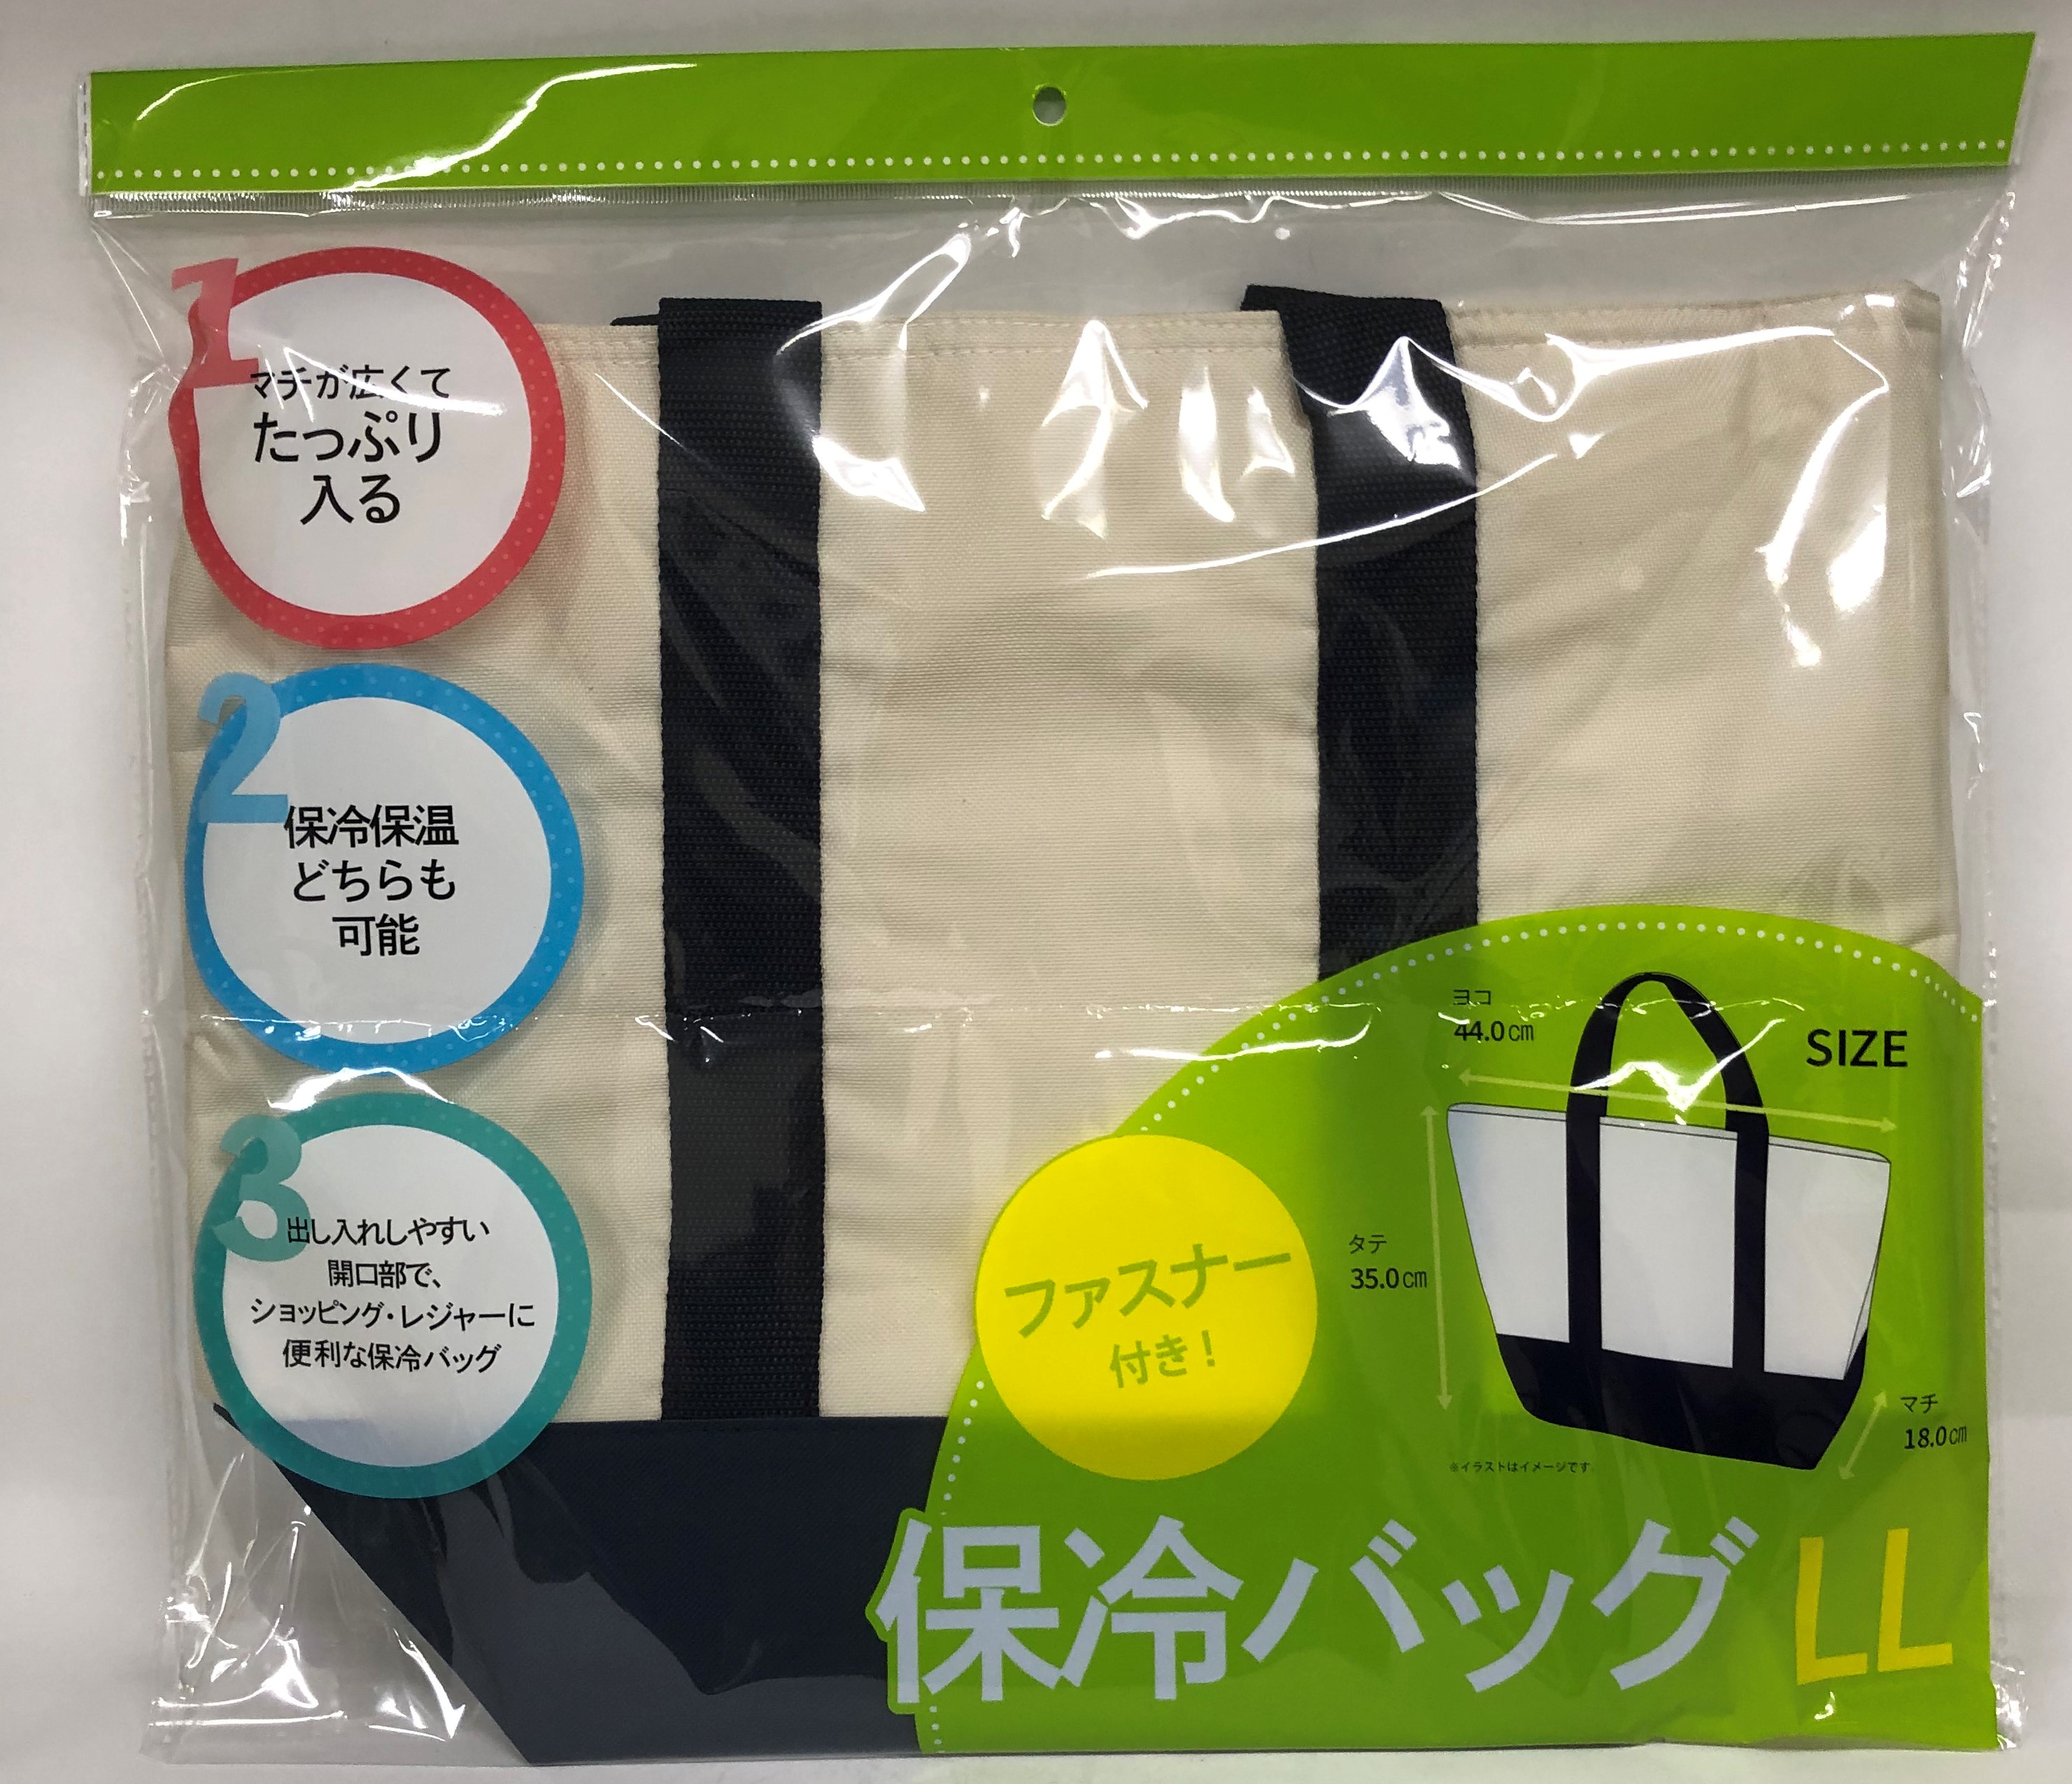 1
マチが広くて
たっぷり
入る
2
保冷保温
どちらも
可能
3
出し入れしやすい
開口部で、
ショッピング・レジャーに
便利な保冷バッグ
ファスナー
付き!
SIZE
ヨコ
44.0cm
タテ
35.0cm
マチ
18.0cm
※イラストはイメージです。
保冷バッグ LL